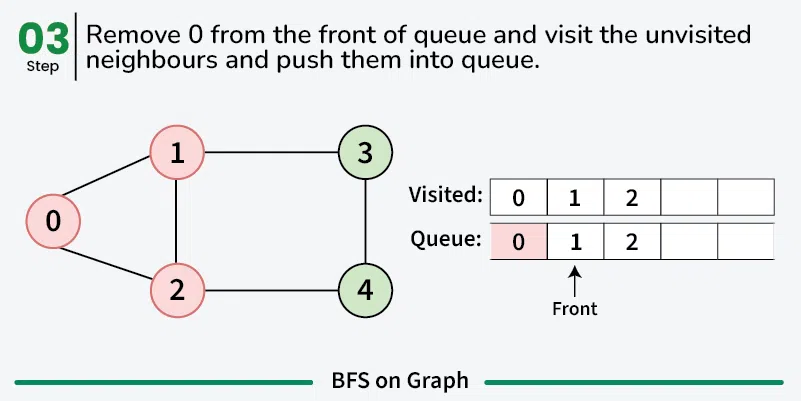 03
Step
Remove 0 from the front of queue and visit the unvisited
neighbours and push them into queue.
1
3
0
2
4
Visited: 0 1 2
Queue: 0 1 2
Front
BFS on Graph